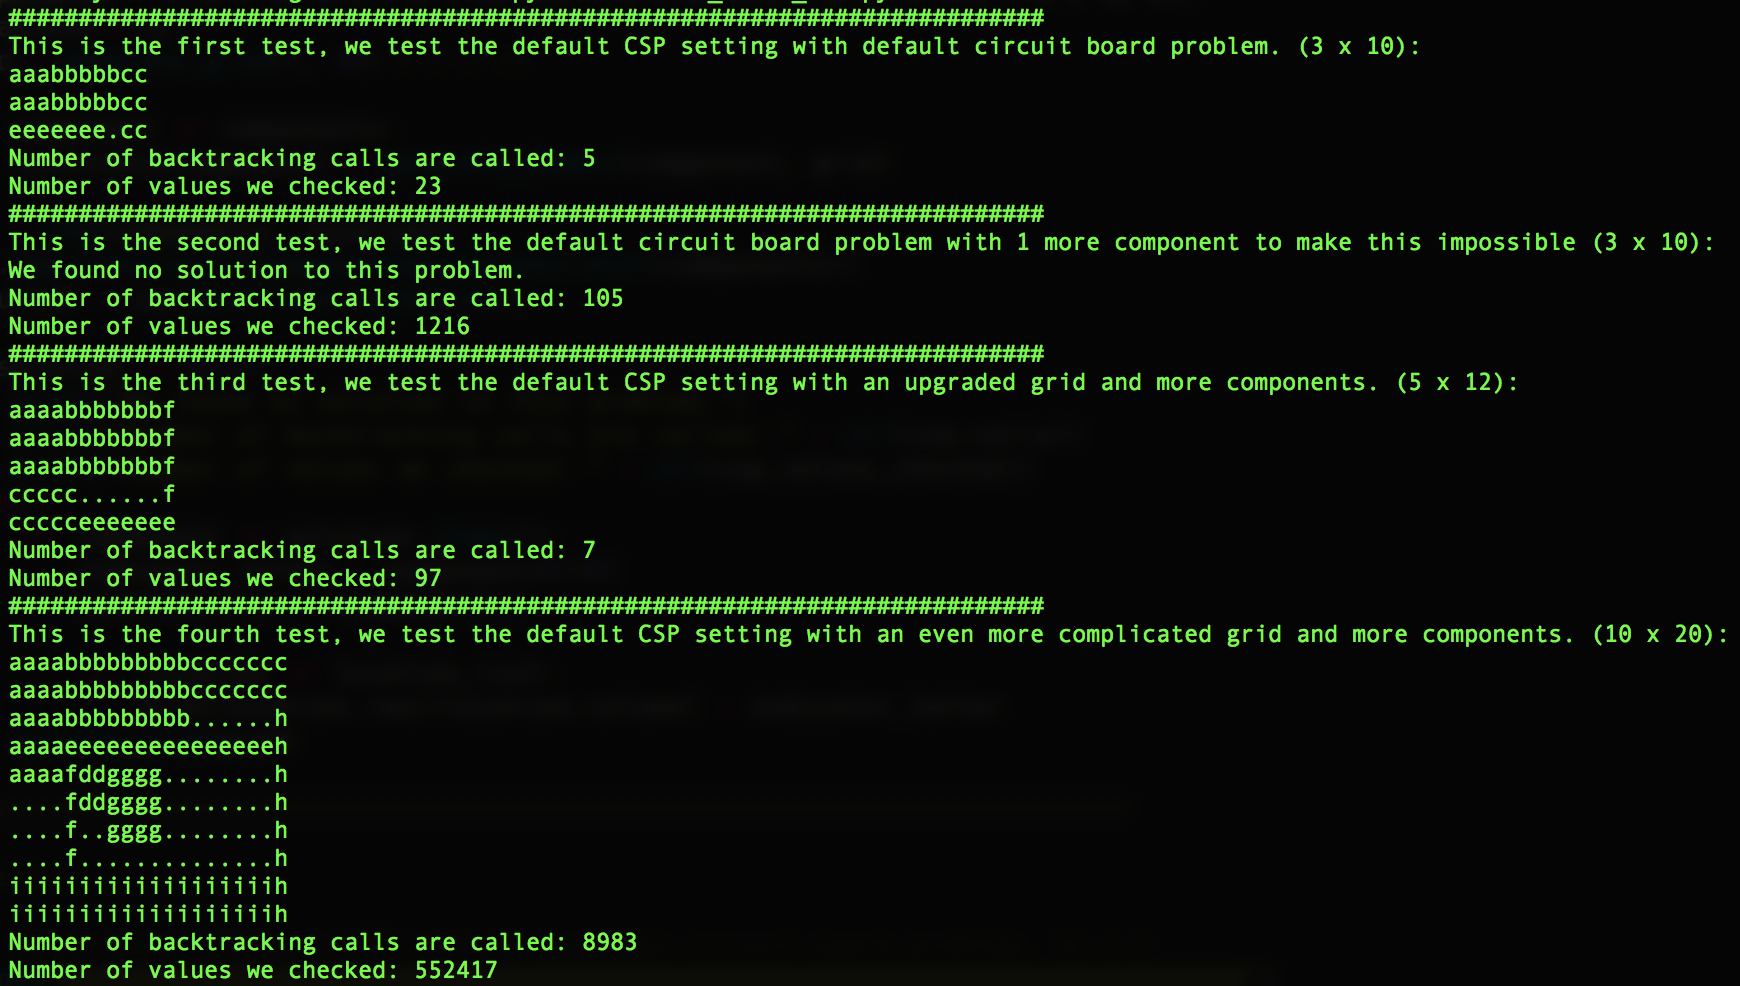 ##########################################################################
This is the first test, we test the default CSP setting with default circuit board problem. (3 x 10):
aaabbbbbcc
aaabbbbbcc
eeeeeee.cc
Number of backtracking calls are called: 5
Number of values we checked: 23
##########################################################################
This is the second test, we test the default circuit board problem with 1 more component to make this impossible (3 x 10):
We found no solution to this problem.
Number of backtracking calls are called: 105
Number of values we checked: 1216
##########################################################################
This is the third test, we test the default CSP setting with an upgraded grid and more components. (5 x 12):
aaaabbbbbbbf
aaaabbbbbbbf
aaaabbbbbbbf
ccccc......f
ccccceeeeeee
Number of backtracking calls are called: 7
Number of values we checked: 97
##########################################################################
This is the fourth test, we test the default CSP setting with an even more complicated grid and more components. (10 x 20):
aaaabbbbbbbbbccccccc
aaaabbbbbbbbbccccccc
aaaabbbbbbbbb......h
aaaaeeeeeeeeeeeeeeeh
aaaafddgggg........h
....fddgggg........h
....f..gggg........h
....f..............h
iiiiiiiiiiiiiiiiiiih
iiiiiiiiiiiiiiiiiiih
Number of backtracking calls are called: 8983
Number of values we checked: 552417